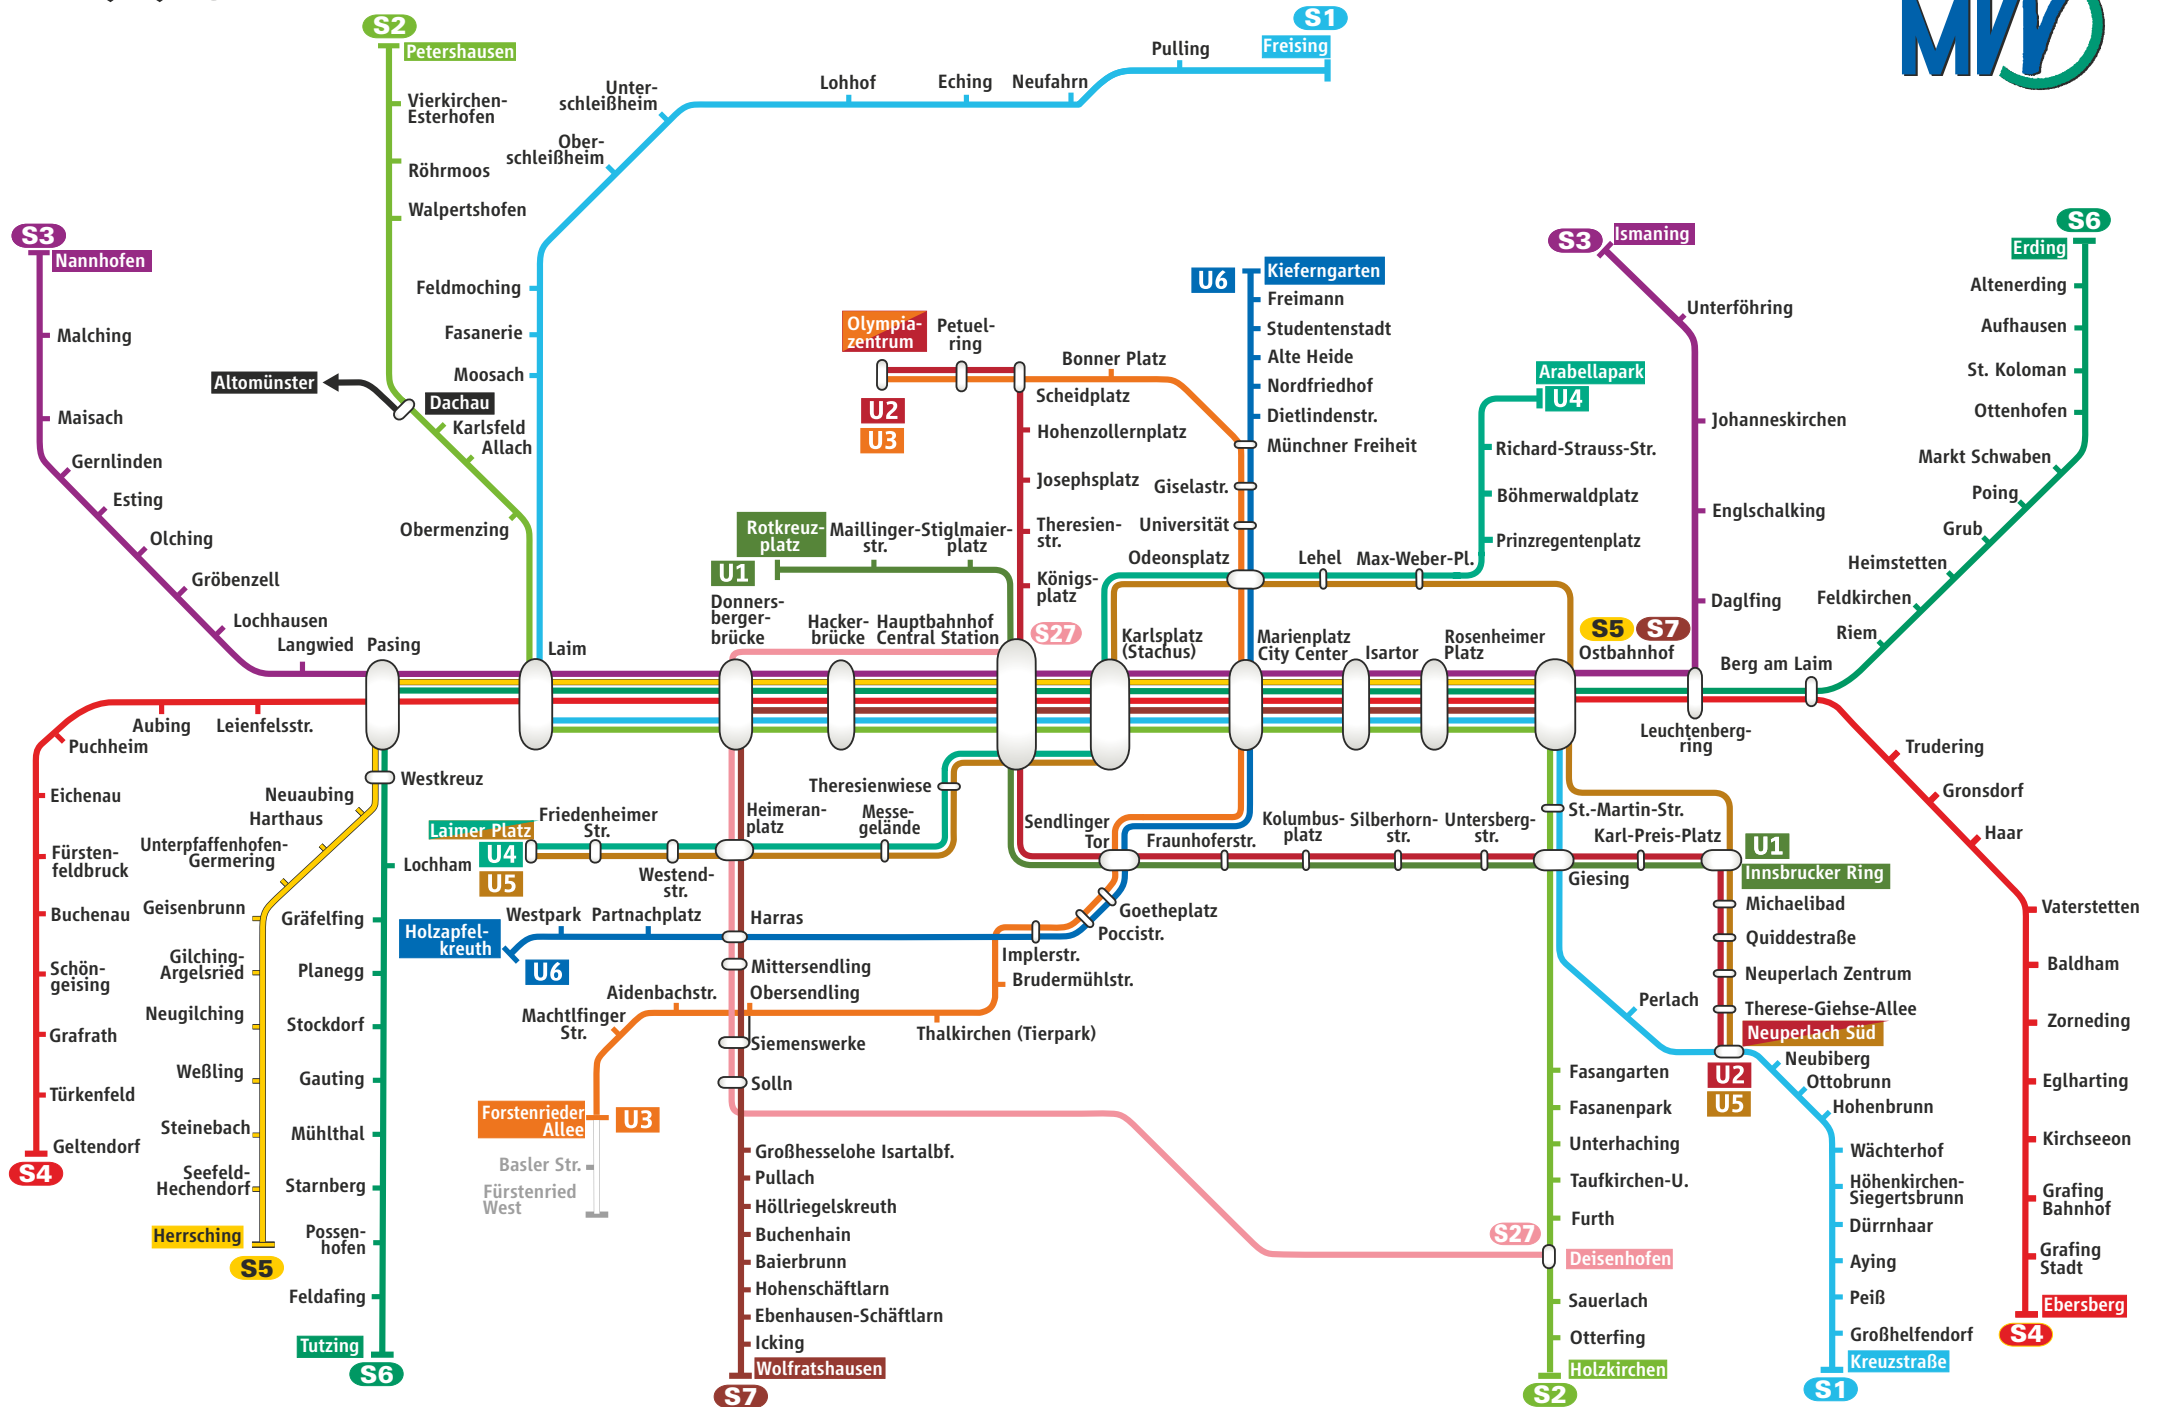 MVV
S2
Petershausen
Vierkirchen-
Esterhofen
Röhrmoos
Walpertshofen
Altomünster
Dachau
Karlsfeld
Allach
Obermenzing
S1
Freising
Pulling
Neufahrn
Eching
Lohhof
Unter-
schleißheim
Ober-
schleißheim
Feldmoching
Fasanerie
Moosach
S3
Nannhofen
Malching
Maisach
Gernlinden
Esting
Olching
Gröbenzell
Lochhausen
Langwied
Pasing
Laim
Donners-
berger-
brücke
Hacker-
brücke
Hauptbahnhof
Central Station
S27
Karlsplatz
(Stachus)
Marienplatz
City Center
Isartor
Rosenheimer
Platz
S5
S7
Ostbahnhof
Leuchtenberg-
ring
Berg am Laim
U1
Rotkreuz-
platz
Maillinger-
str.
Stiglmaier-
platz
Olympia-
zentrum
U2
U3
Petuel-
ring
Scheidplatz
Bonner Platz
Hohenzollernplatz
Josephsplatz
Theresien-
str.
Königs-
platz
U6
Kieferngarten
Freimann
Studentenstadt
Alte Heide
Nordfriedhof
Dietlindenstr.
Münchner Freiheit
Giselastr.
Universität
Odeonsplatz
Lehel
Max-Weber-Pl.
Arabellapark
U4
Richard-Strauss-Str.
Böhmerwaldplatz
Prinzregentenplatz
S3
Ismaning
Unterföhring
Johanneskirchen
Englschalking
Daglfing
S6
Erding
Altenerding
Aufhausen
St. Koloman
Ottenhofen
Markt Schwaben
Poing
Grub
Heimstetten
Feldkirchen
Riem
Aubing
Leienfelsstr.
Puchheim
Eichenau
Fürsten-
feldbruck
Buchenau
Schön-
geising
Grafrath
Türkenfeld
Geltendorf
S4
Westkreuz
Neuaubing
Harthaus
Unterpfaffenhofen-
Germering
Geisenbrunn
Gilching-
Argelsried
Neugilching
Weßling
Steinebach
Seefeld-
Hechendorf
Herrsching
S5
Lochham
Gräfelfing
Planegg
Stockdorf
Gauting
Mühlthal
Starnberg
Possen-
hofen
Feldafing
Tutzing
S6
Laimer Platz
U4
U5
Friedenheimer
Str.
Westend-
str.
Heimeran-
platz
Messe-
gelände
Theresienwiese
Holzapfel-
kreuth
U6
Westpark
Partnachplatz
Harras
Mittersendling
Obersendling
Siemenswerke
Solln
Aidenbachstr.
Machtlfinger
Str.
Forstenrieder
Allee
U3
Basler Str.
Fürstenried
West
Thalkirchen (Tierpark)
Brudermühlstr.
Implerstr.
Poccistr.
Goetheplatz
Sendlinger
Tor
Fraunhoferstr.
Kolumbus-
platz
Silberhorn-
str.
Untersberg-
str.
St.-Martin-Str.
Giesing
Karl-Preis-Platz
U1
Innsbrucker Ring
Michaelibad
Quiddestraße
Neuperlach Zentrum
Therese-Giehse-Allee
Neuperlach Süd
U2
U5
Großhesselohe Isartalbf.
Pullach
Höllriegelskreuth
Buchenhain
Baierbrunn
Hohenschäftlarn
Ebenhausen-Schäftlarn
Icking
Wolfratshausen
S7
Fasangarten
Fasanenpark
Unterhaching
Taufkirchen-U.
Furth
S27
Deisenhofen
Sauerlach
Otterfing
Holzkirchen
S2
Perlach
Neubiberg
Ottobrunn
Hohenbrunn
Wächterhof
Höhenkirchen-
Siegertsbrunn
Dürrnhaar
Aying
Peiß
Großhelfendorf
Kreuzstraße
S1
Trudering
Gronsdorf
Haar
Vaterstetten
Baldham
Zorneding
Eglharting
Kirchseeon
Grafing
Bahnhof
Grafing
Stadt
Ebersberg
S4